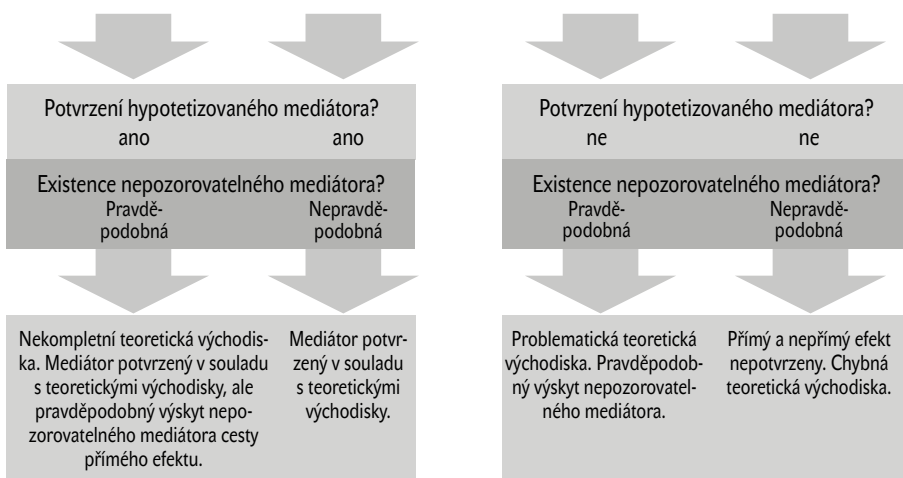 Potvrzení hypotetizovaného mediátora?
ano ano
Existence nepozorovatelného mediátora?
Pravdě- Nepravdě-
podobná podobná
Nekompletní teoretická východis-
ka. Mediátor potvrzený v souladu
s teoretickými východisky, ale
pravděpodobný výskyt nepo-
zorovatelného mediátora cesty
přímého efektu.
Mediátor potvr-
zený v souladu
s teoretickými
východisky.
Potvrzení hypotetizovaného mediátora?
ne ne
Existence nepozorovatelného mediátora?
Pravdě- Nepravdě-
podobná podobná
Problematická teoretická
východiska. Pravděpodob-
ný výskyt nepozorovatel-
ného mediátora.
Přímý a nepřímý efekt
nepotvrzeny. Chybná
teoretická východiska.